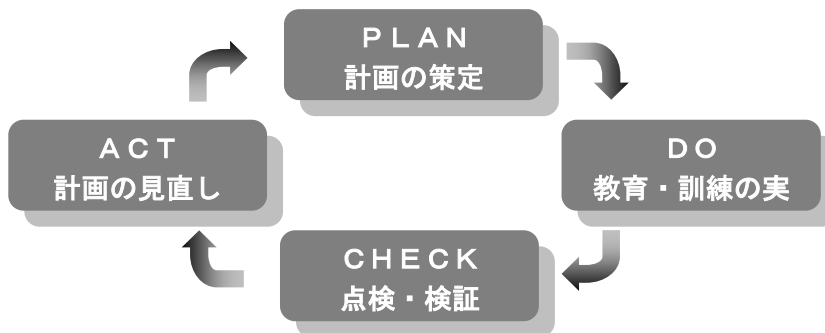 PLAN
計画の策定
DO
教育・訓練の実
CHECK
点検・検証
ACT
計画の見直し